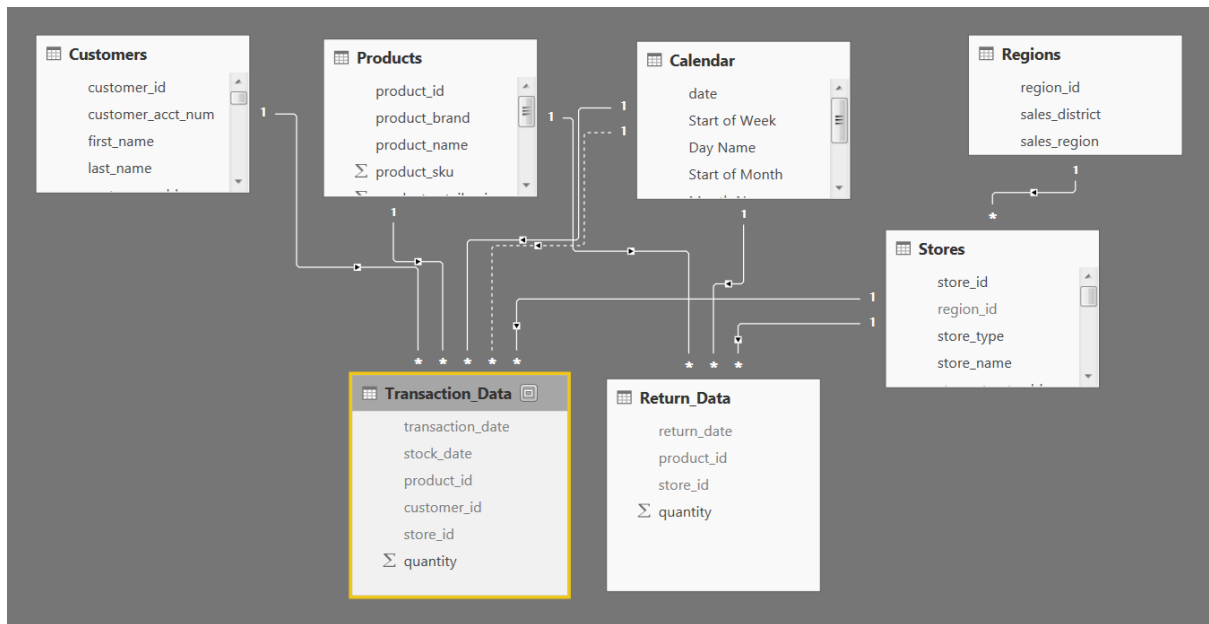 Customers
customer_id
customer_acct_num
first_name
last_name
Products
product_id
product_brand
product_name
Σ product_sku
Calendar
date
Start of Week
Day Name
Start of Month
Regions
region_id
sales_district
sales_region
1
1
1
1
1
1
1
*
Stores
store_id
region_id
store_type
store_name
1
1
* * * * *
* * *
Transaction_Data
transaction_date
stock_date
product_id
customer_id
store_id
Σ quantity
Return_Data
return_date
product_id
store_id
Σ quantity